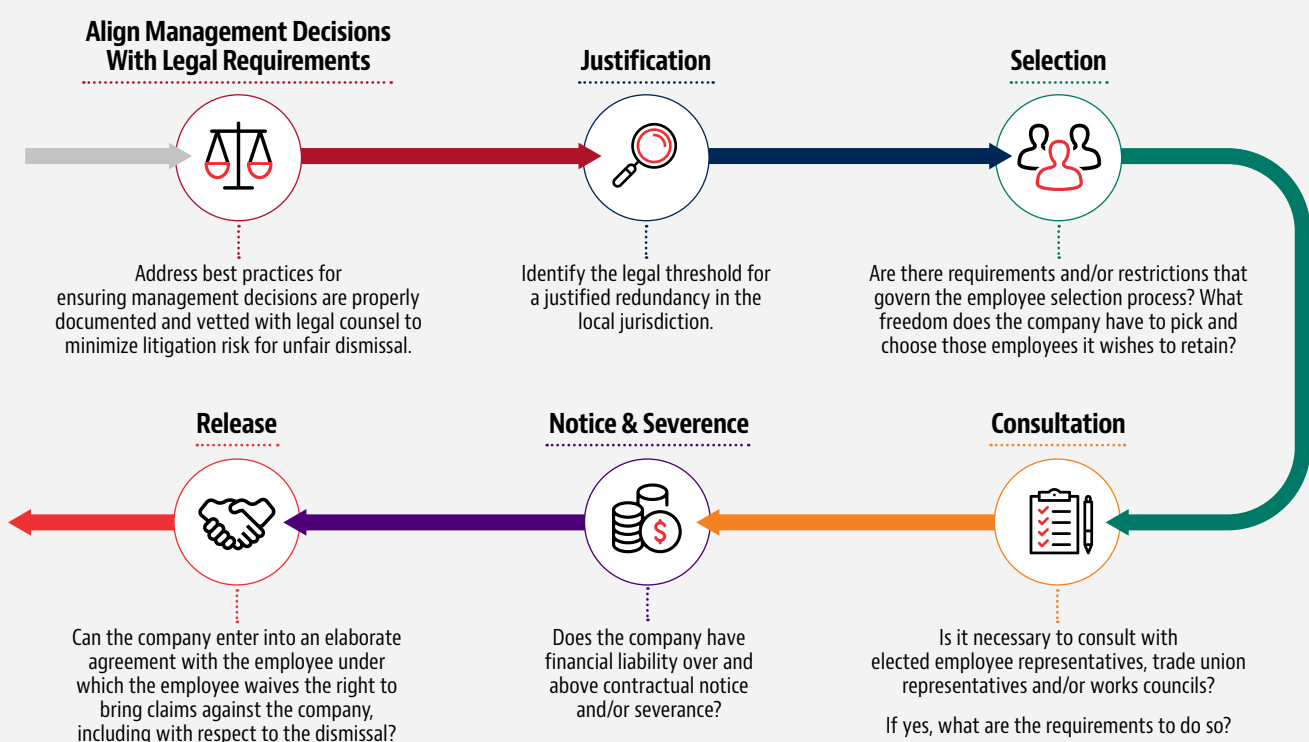 Align Management Decisions
With Legal Requirements
Address best practices for
ensuring management decisions are properly
documented and vetted with legal counsel to
minimize litigation risk for unfair dismissal.
Justification
Identify the legal threshold for
a justified redundancy in the
local jurisdiction.
Selection
Are there requirements and/or restrictions that
govern the employee selection process? What
freedom does the company have to pick and
choose those employees it wishes to retain?
Consultation
Is it necessary to consult with
elected employee representatives, trade union
representatives and/or works councils?
If yes, what are the requirements to do so?
Notice & Severence
$
Does the company have
financial liability over and
above contractual notice
and/or severance?
Release
Can the company enter into an elaborate
agreement with the employee under
which the employee waives the right to
bring claims against the company,
including with respect to the dismissal?